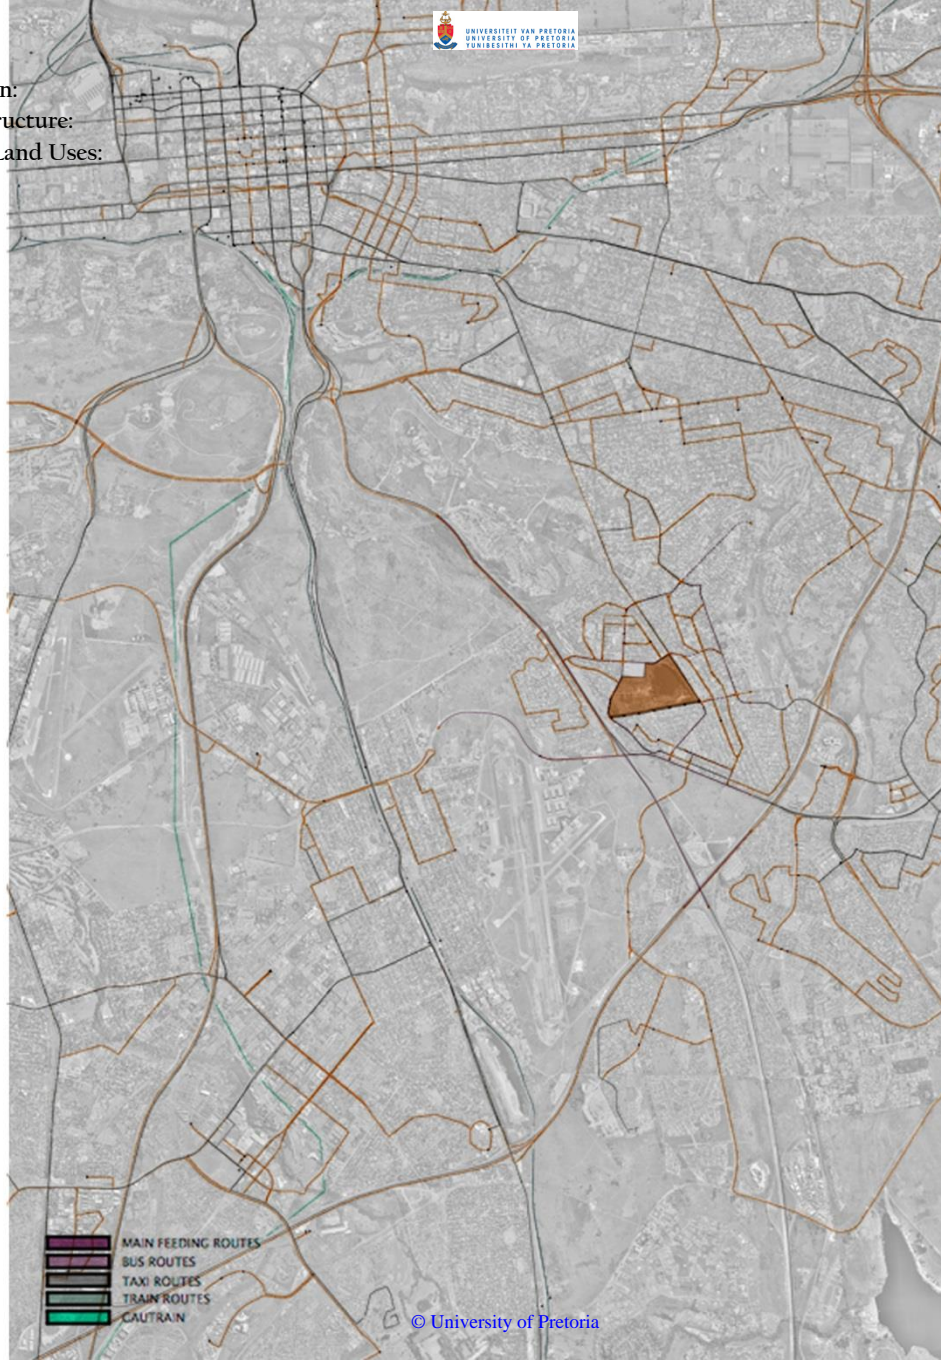 UNIVERSITEIT VAN PRETORIA
UNIVERSITY OF PRETORIA
YUNIBESITHI YA PRETORIA
n:
ructure:
Land Uses:
MAIN FEEDING ROUTES
BUS ROUTES
TAXI ROUTES
TRAIN ROUTES
GAUTRAIN
© University of Pretoria